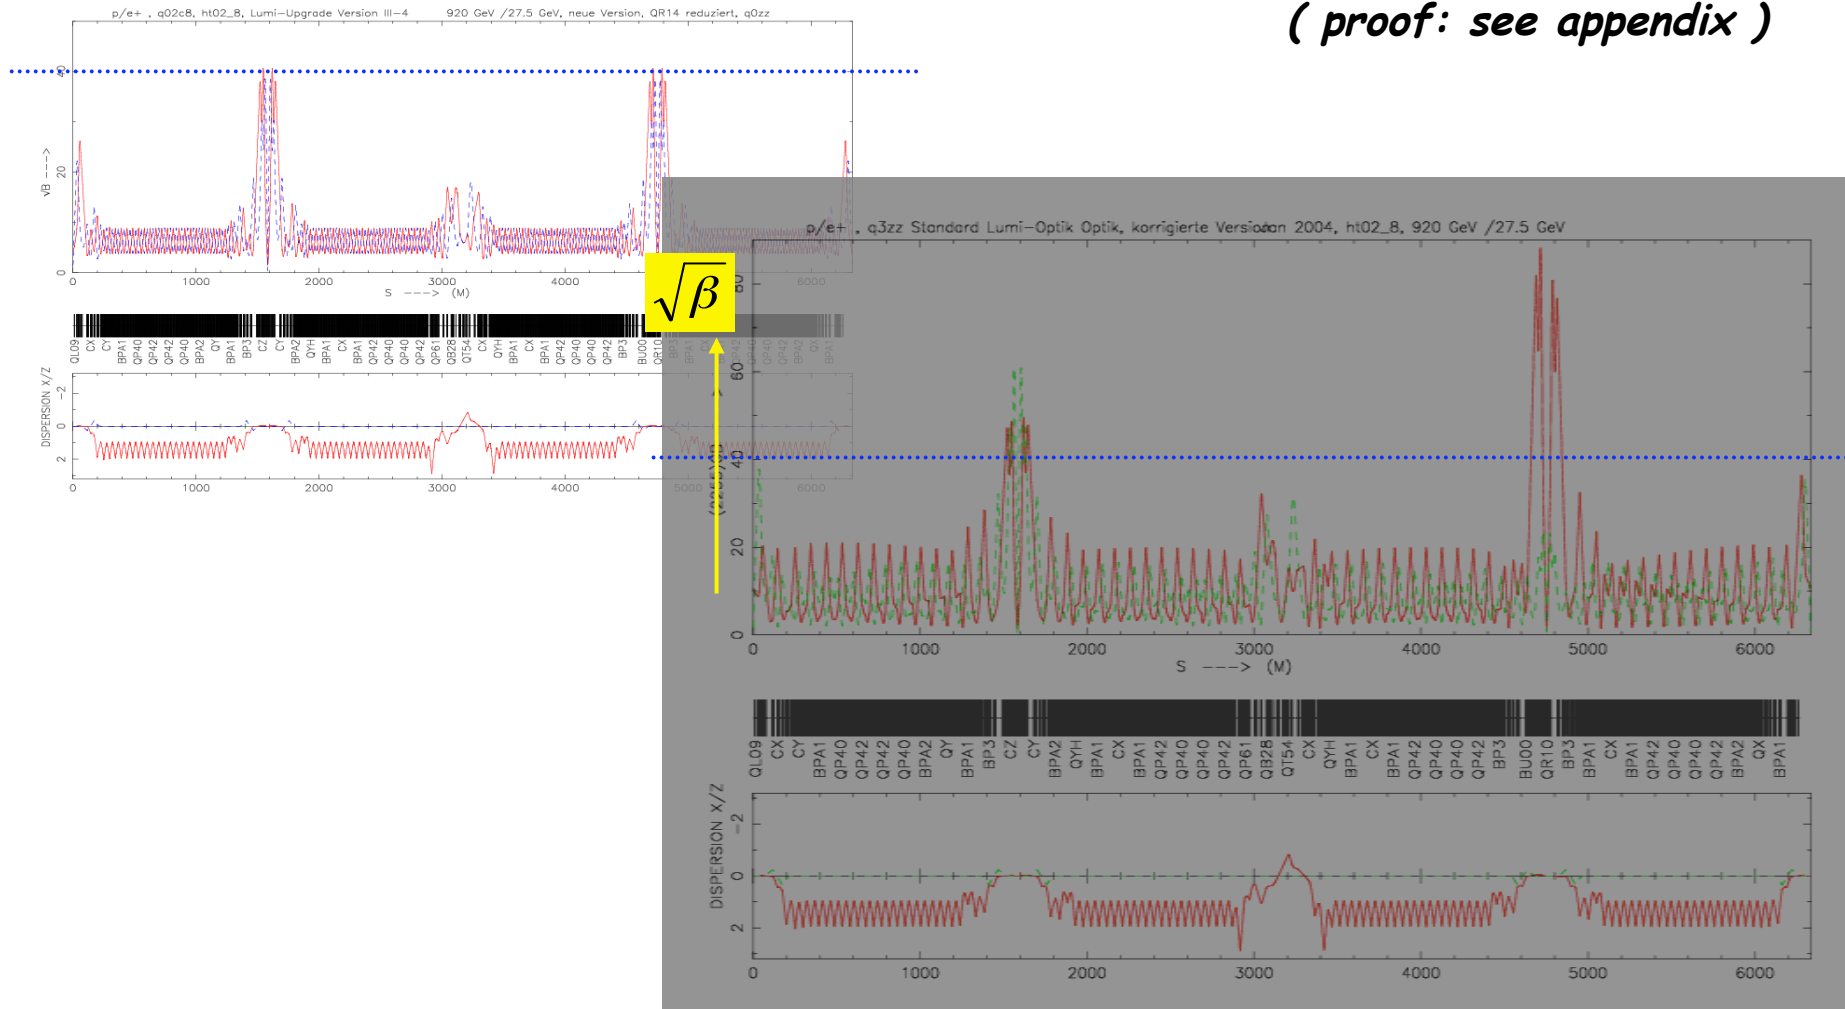 ( proof: see appendix )
p/e+ , q02c8, ht02_8, Lumi-Upgrade Version III-4 920 GeV /27.5 GeV, neue Version, QR14 reduziert, q0zz
√B --->
40
20
0
0 1000 2000 3000 4000 6000
S ---> (M)
QL09 CX CY BPA1 QP40 QP42 QP42 QP40 BPA2 QY BPA1 BP3 CZ CY BPA2 QYH BPA1 CX BPA1 QP42 QP40 QP40 QP42 QP61 QB28 QT54 CX QYH BPA1 CX BPA1 QP42 QP40 QP40 QP42 BP3 BU00 QR10 BP3 BPA1
DISPERSION X/Z
-2
0
2
0 1000 2000 3000 4000 5000 6000
√β
p/e+ , q3zz Standard Lumi-Optik Optik, korrigierte
920 GeV /27.5 GeV
2004, ht02_8,
80
60
40
20
0
0 1000 2000 3000 4000 5000 6000
S ---> (M)
QL09 CX CY BPA1 QP40 QP42 QP42 QP40 BPA2 QY BPA1 BP3 CZ CY BPA2 QYH BPA1 CX BPA1 QP42 QP40 QP40 QP42 QP61 QB28 QT54 CX QYH BPA1 CX BPA1 QP42 QP40 QP40 QP42 BP3 BU00 QR10 BP3 BPA1 CX BPA1 QP42 QP40 QP40 QP42 BPA2 QX BPA1
DISPERSION X/Z
-2
0
2
0 1000 2000 3000 4000 5000 6000